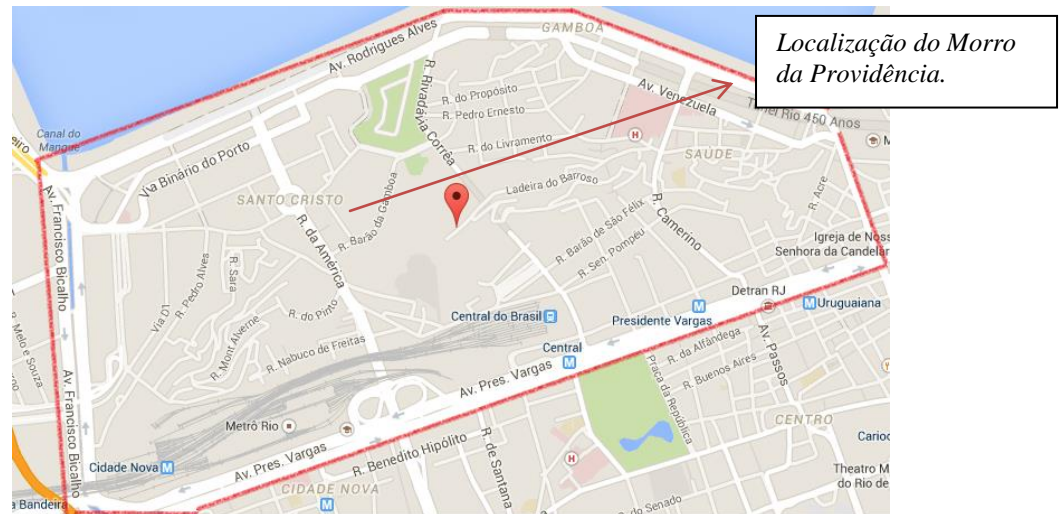 Localização do Morro
da Providência.
GAMBOA
Av. Rodrigues Alves
R. Rivadávia Corrêa
R. do Propósito
Av. Venezuela
R. Pedro Ernesto
450 Anos
Canal do
Mangue
R. do Livramento
SAÚDE
Via Binário do Porto
Ladeira do Barroso
R. Acre
SANTO CRISTO
R. Barão da Gamboa
R. Barão de São Félix
R. Camerino
Av. Francisco Bicalho
R. da América
R. Sen. Pompéu
Igreja de Noss
Senhora da Candelar
R. Pedro Alves
R. Sara
Via D1
Detran RJ
R. do Pinto
Central do Brasil
Presidente Vargas
M Uruguaiana
R. Melo e Souza
R. Mont Alverne
R. Nabuco de Freitas
Central
M
R. da Alfândega
Av. Passos
Av. Francisco Bicalho
Av. Pres. Vargas
Praça da República
R. Buenos Aires
Metrô Rio
CENTRO
Carioc
Cidade Nova M
Av. Pres. Vargas
R. Benedito Hipólito
R. de Santana
H
Theatro M
do Rio de
CIDADE NOVA
M
a Bandeira
R. do Senado